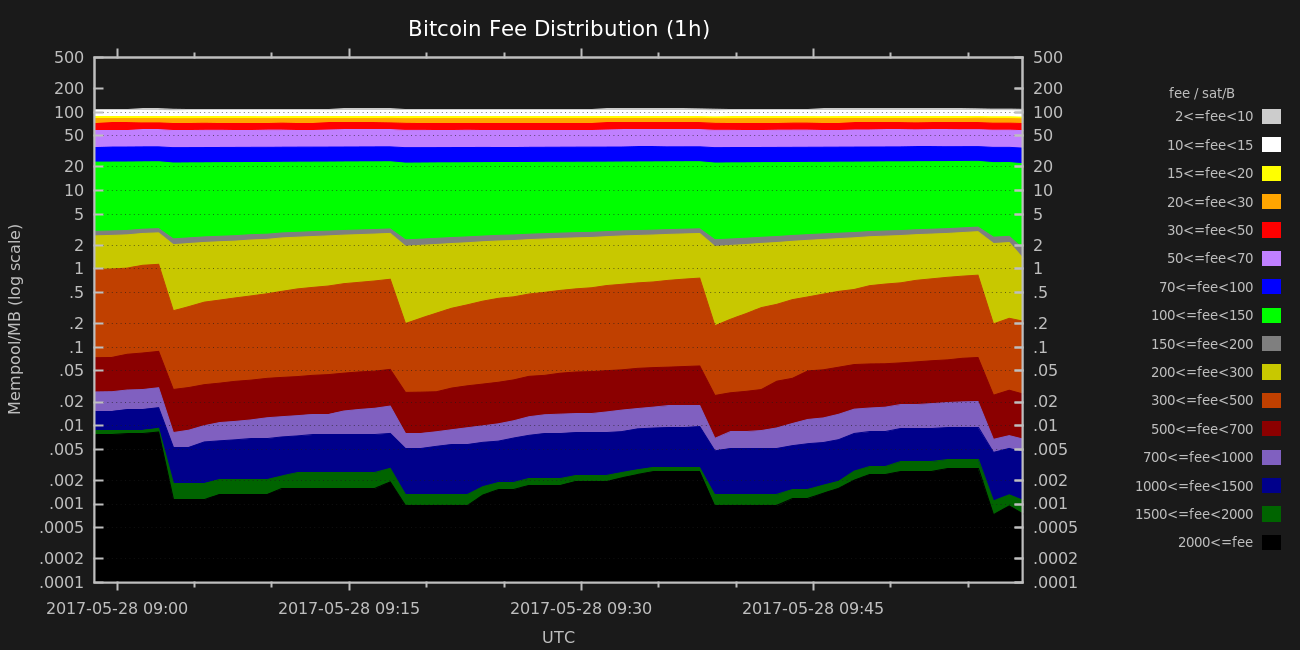 Bitcoin Fee Distribution (1h)
500
200
100
50
20
10
5
2
1
.5
.2
.1
.05
.02
.01
.005
.002
.001
.0005
.0002
.0001
Mempool/MB (log scale)
500
200
100
50
20
10
5
2
1
.5
.2
.1
.05
.02
.01
.005
.002
.001
.0005
.0002
.0001
fee / sat/B
2<=fee<10
10<=fee<15
15<=fee<20
20<=fee<30
30<=fee<50
50<=fee<70
70<=fee<100
100<=fee<150
150<=fee<200
200<=fee<300
300<=fee<500
500<=fee<700
700<=fee<1000
1000<=fee<1500
1500<=fee<2000
2000<=fee
2017-05-28 09:00 2017-05-28 09:15 2017-05-28 09:30 2017-05-28 09:45
UTC